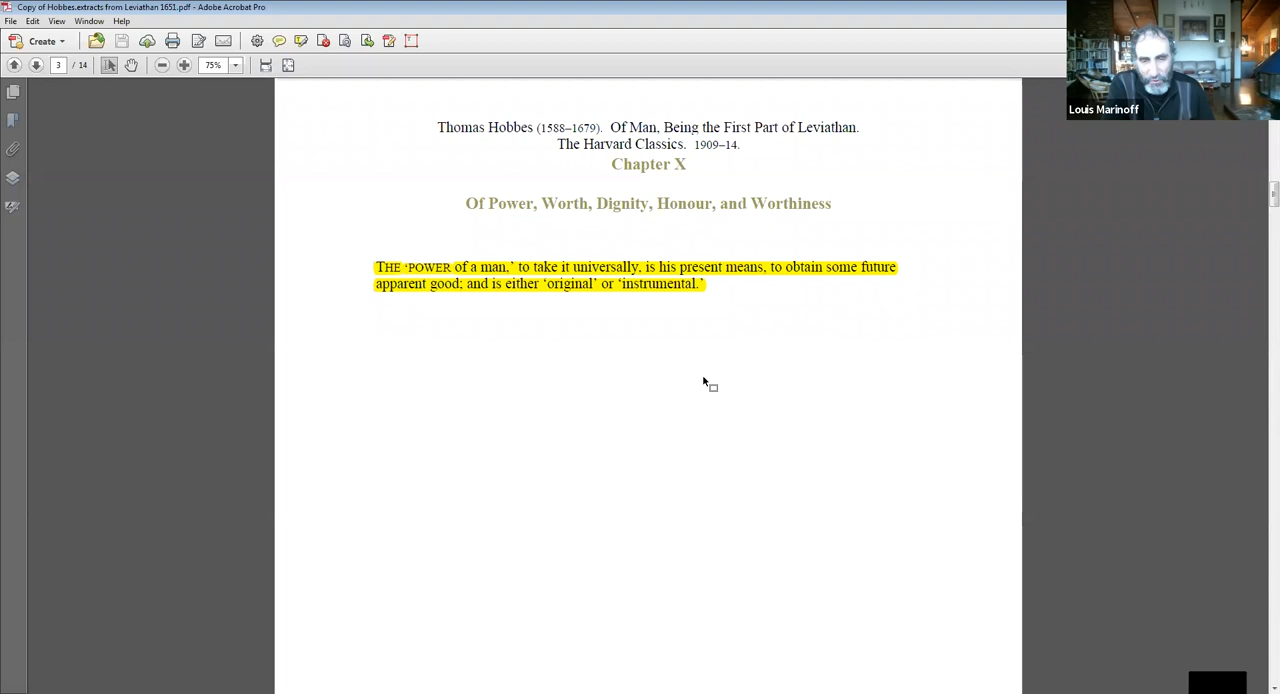 Copy of Hobbes.extracts from Leviathan 1651.pdf - Adobe Acrobat Pro
File Edit View Window Help
Create
3 / 14 75%
Louis Marinoff
Thomas Hobbes (1588–1679). Of Man, Being the First Part of Leviathan.
The Harvard Classics. 1909–14.
Chapter X
Of Power, Worth, Dignity, Honour, and Worthiness
THE ‘POWER of a man,’ to take it universally, is his present means, to obtain some future
apparent good; and is either ‘original’ or ‘instrumental.’